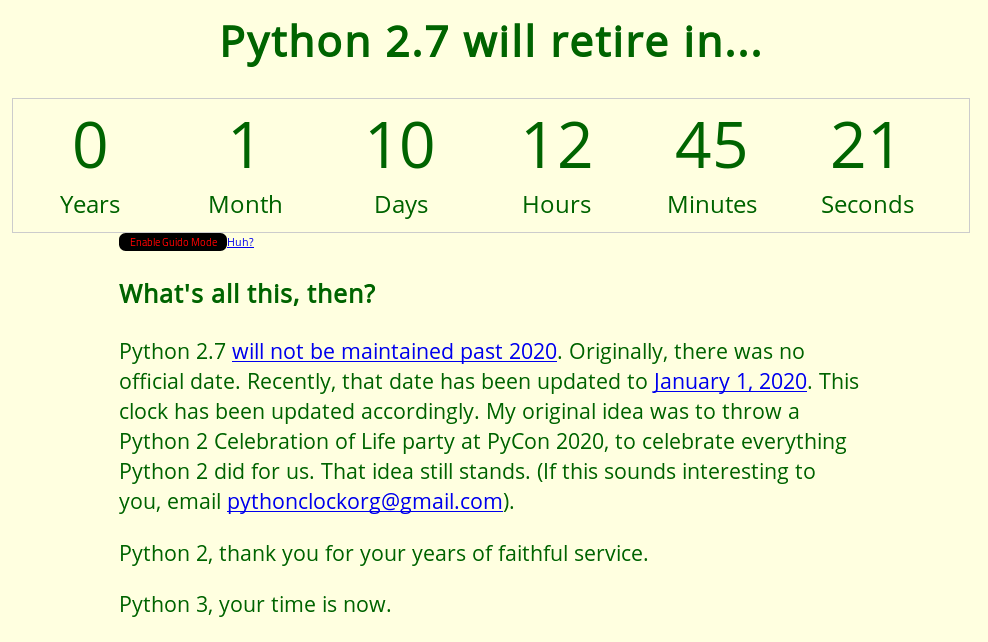 Python 2.7 will retire in...
0 1 10 12 45 21
Years Month Days Hours Minutes Seconds
Enable Guido Mode Huh?
What's all this, then?
Python 2.7 will not be maintained past 2020. Originally, there was no
official date. Recently, that date has been updated to January 1, 2020. This
clock has been updated accordingly. My original idea was to throw a
Python 2 Celebration of Life party at PyCon 2020, to celebrate everything
Python 2 did for us. That idea still stands. (If this sounds interesting to
you, email pythonclockorg@gmail.com).
Python 2, thank you for your years of faithful service.
Python 3, your time is now.